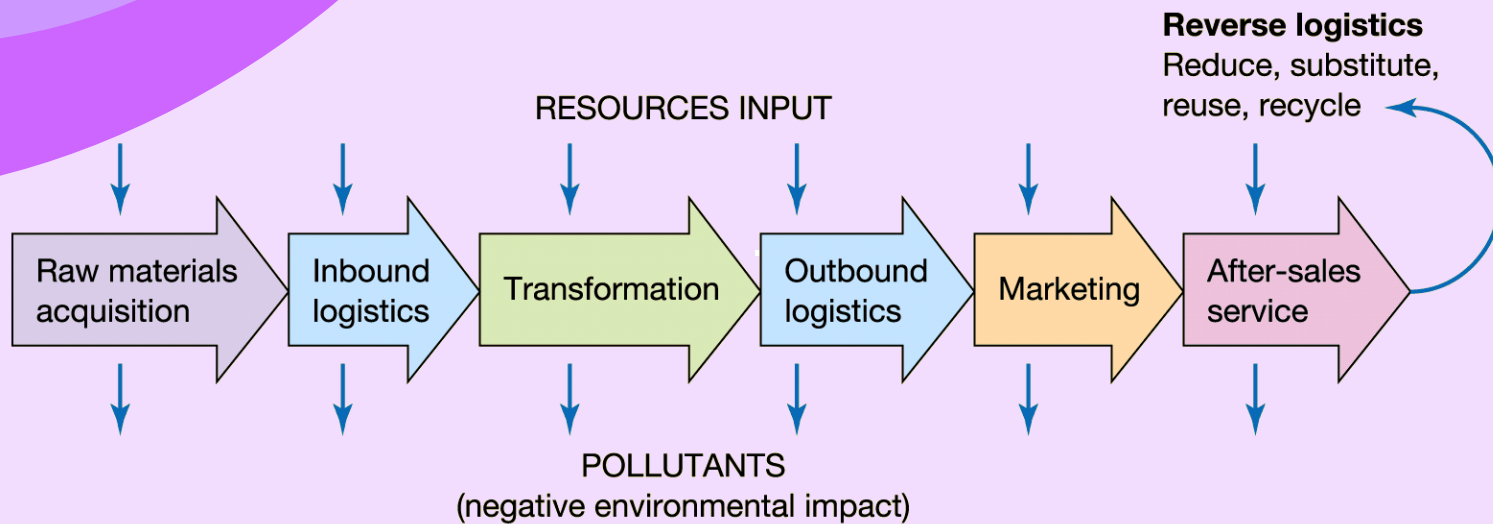 Reverse logistics
Reduce, substitute,
reuse, recycle
RESOURCES INPUT
Raw materials
acquisition
Inbound
logistics
Transformation
Outbound
logistics
Marketing
After-sales
service
POLLUTANTS
(negative environmental impact)